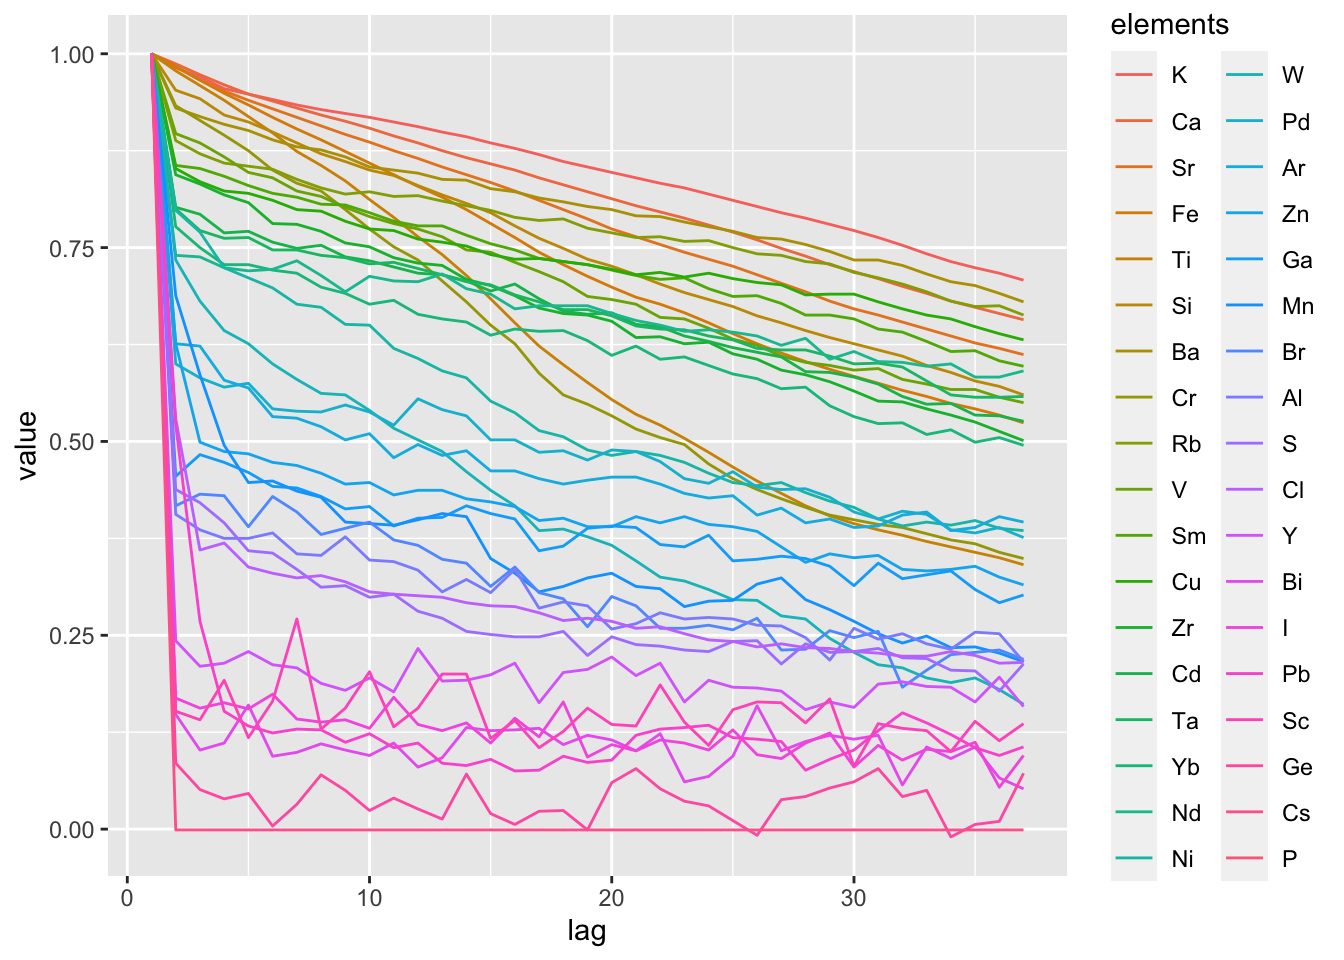 elements
K
Ca
Sr
Fe
Ti
Si
Ba
Cr
Rb
V
Sm
Cu
Zr
Cd
Ta
Yb
Nd
Ni
W
Pd
Ar
Zn
Ga
Mn
Br
Al
S
Cl
Y
Bi
I
Pb
Sc
Ge
Cs
P
1.00
0.75
0.50
0.25
0.00
value
0 10 20 30
lag